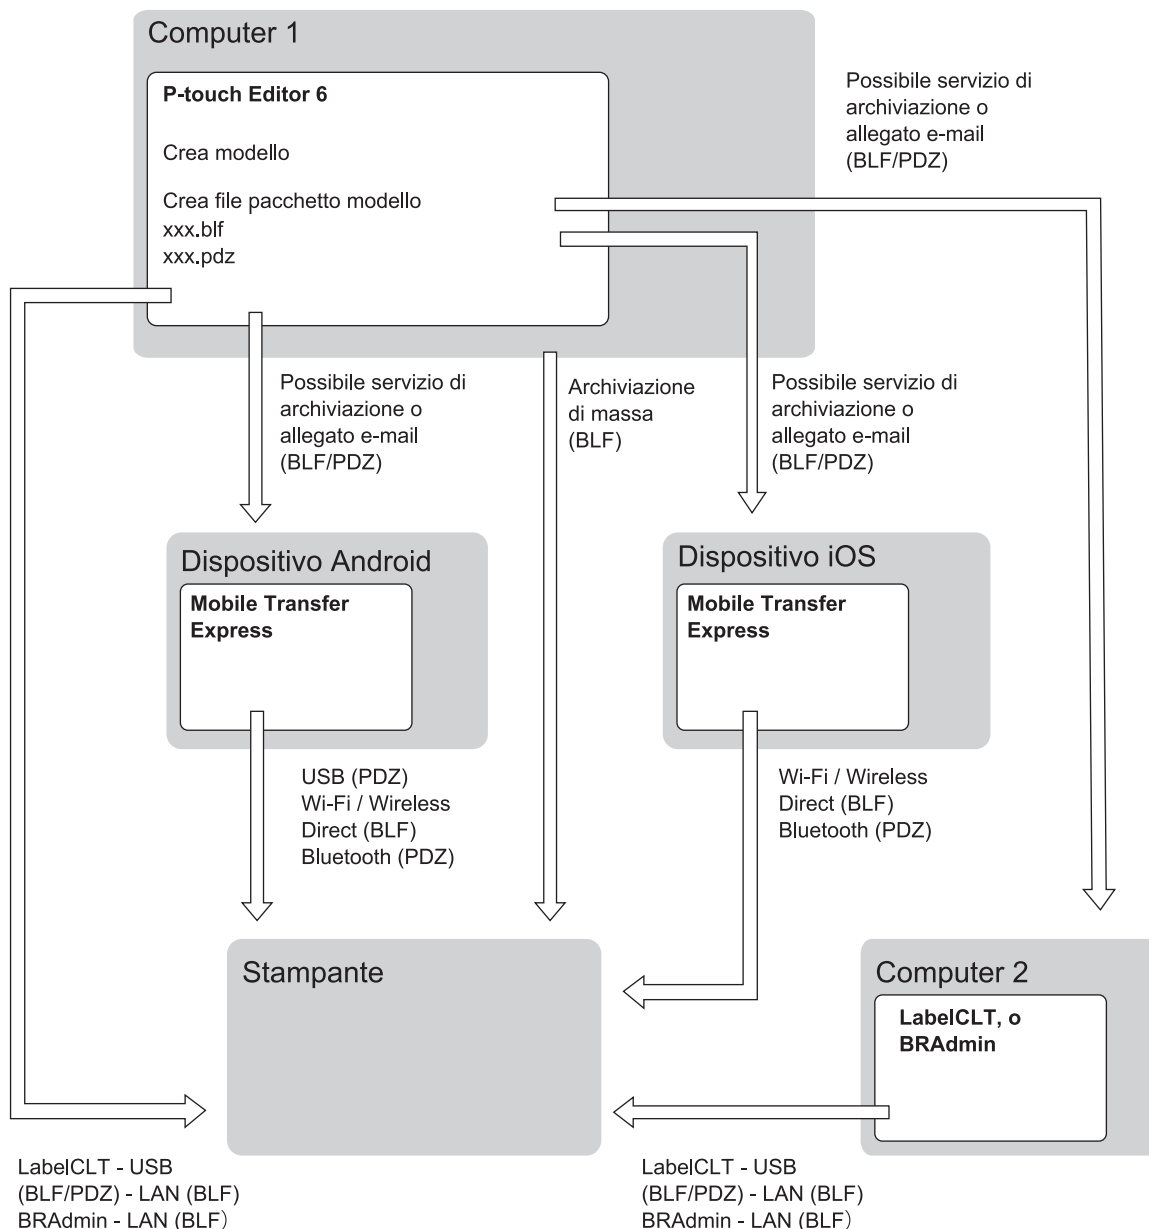 Computer 1
P-touch Editor 6
Crea modello
Crea file pacchetto modello
xxx.blf
xxx.pdz
Possibile servizio di
archiviazione o
allegato e-mail
(BLF/PDZ)
Possibile servizio di
archiviazione o
allegato e-mail
(BLF/PDZ)
Archiviazione
di massa
(BLF)
Possibile servizio di
archiviazione o
allegato e-mail
(BLF/PDZ)
Dispositivo Android
Mobile Transfer
Express
Dispositivo iOS
Mobile Transfer
Express
USB (PDZ)
Wi-Fi / Wireless
Direct (BLF)
Bluetooth (PDZ)
Wi-Fi / Wireless
Direct (BLF)
Bluetooth (PDZ)
Stampante
Computer 2
LabelCLT, o
BRAdmin
LabelCLT - USB
(BLF/PDZ) - LAN (BLF)
BRAdmin - LAN (BLF)
LabelCLT - USB
(BLF/PDZ) - LAN (BLF)
BRAdmin - LAN (BLF)